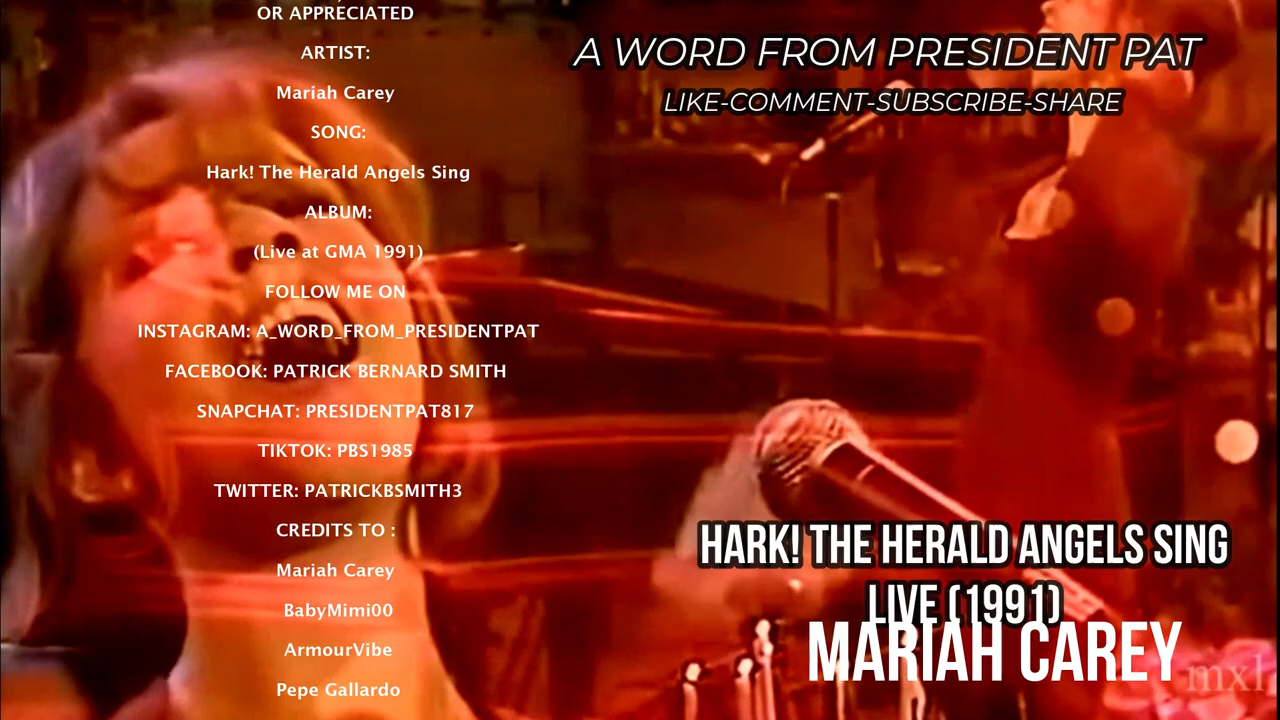 OR APPRECIATED
ARTIST:
Mariah Carey
SONG:
Hark! The Herald Angels Sing
ALBUM:
(Live at GMA 1991)
FOLLOW ME ON
INSTAGRAM: A_WORD_FROM_PRESIDENTPAT
FACEBOOK: PATRICK BERNARD SMITH
SNAPCHAT: PRESIDENTPAT817
TIKTOK: PBS1985
TWITTER: PATRICKBSMITH3
CREDITS TO :
Mariah Carey
BabyMimi00
ArmourVibe
Pepe Gallardo
A WORD FROM PRESIDENT PAT
LIKE-COMMENT-SUBSCRIBE-SHARE
HARK! THE HERALD ANGELS SING
LIVE (1991)
MARIAH CAREY
mxl